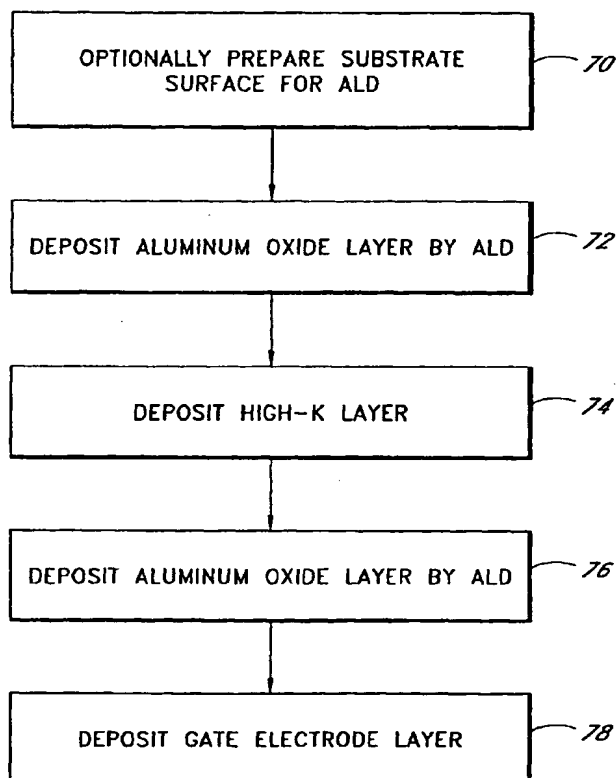 OPTIONALLY PREPARE SUBSTRATE
SURFACE FOR ALD
70
DEPOSIT ALUMINUM OXIDE LAYER BY ALD
72
DEPOSIT HIGH-K LAYER
74
DEPOSIT ALUMINUM OXIDE LAYER BY ALD
76
DEPOSIT GATE ELECTRODE LAYER
78